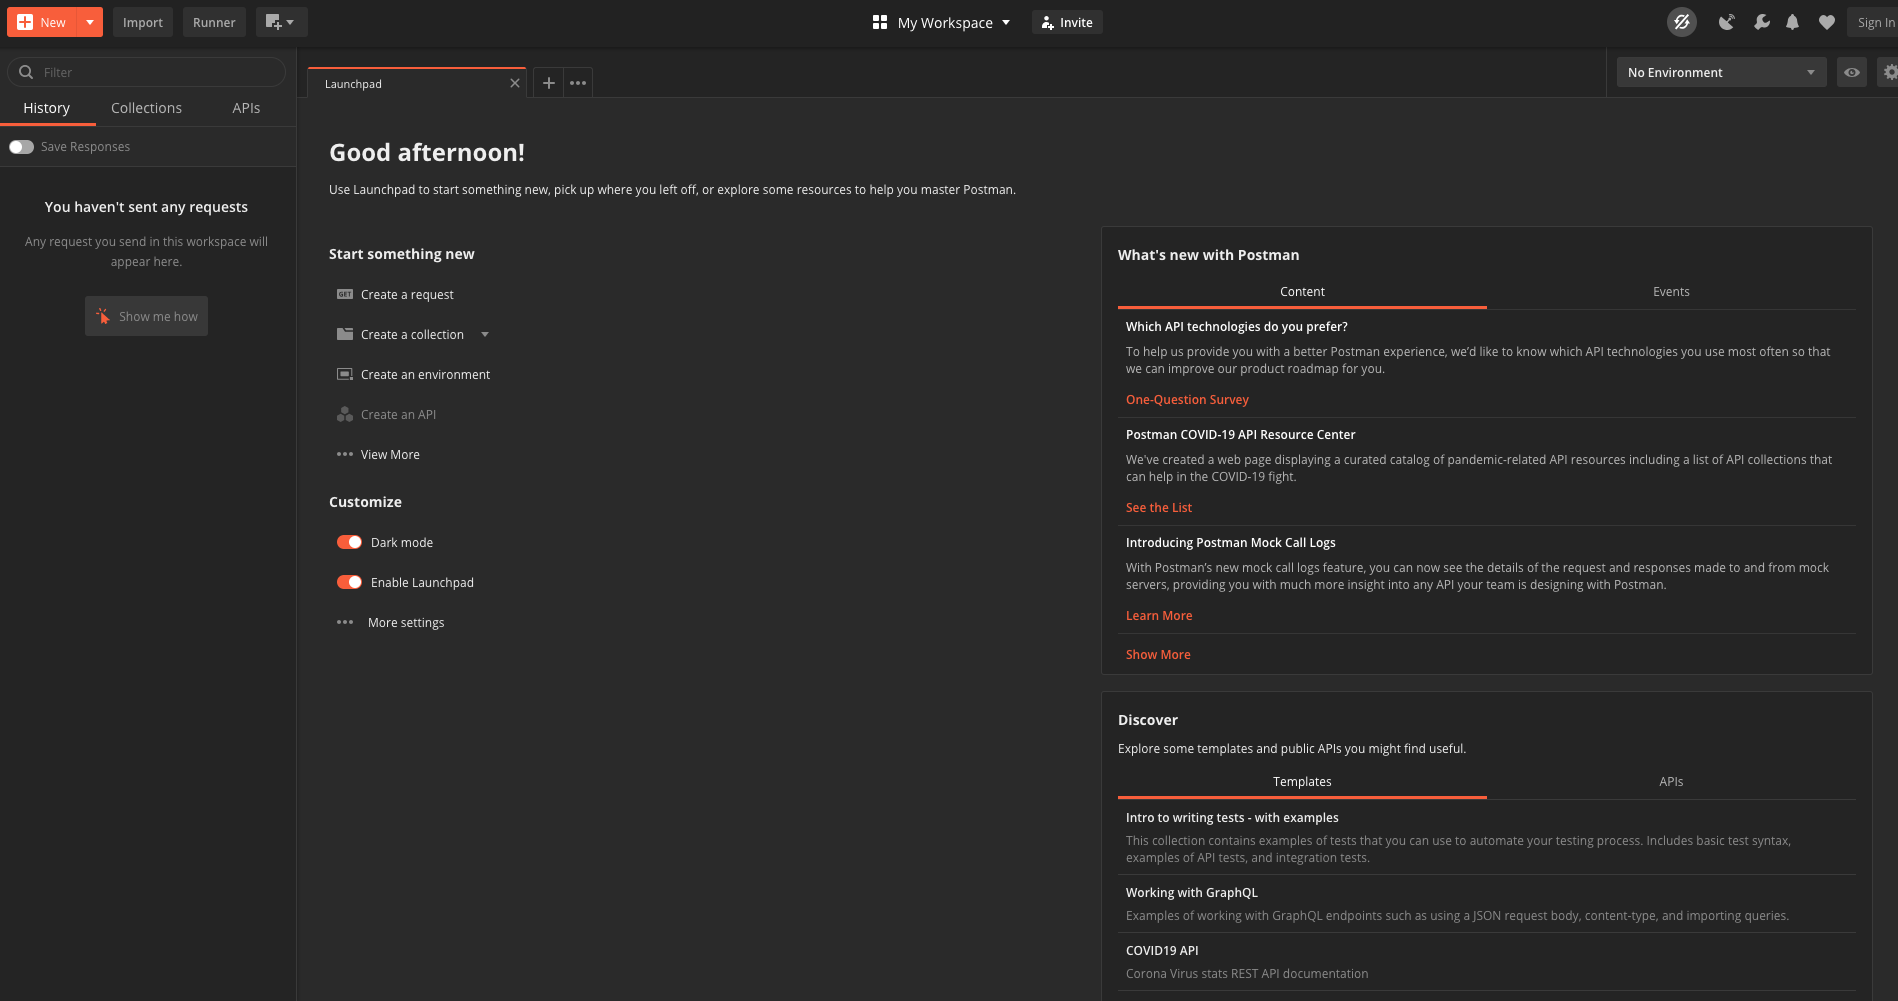 New
Import
Runner
My Workspace
Invite
Sign In
Filter
History
Collections
APIs
Save Responses
You haven't sent any requests
Any request you send in this workspace will
appear here.
Show me how
Launchpad
No Environment
Good afternoon!
Use Launchpad to start something new, pick up where you left off, or explore some resources to help you master Postman.
Start something new
GET
Create a request
Create a collection
Create an environment
Create an API
View More
Customize
Dark mode
Enable Launchpad
More settings
What's new with Postman
Content
Events
Which API technologies do you prefer?
To help us provide you with a better Postman experience, we’d like to know which API technologies you use most often so that
we can improve our product roadmap for you.
One-Question Survey
Postman COVID-19 API Resource Center
We've created a web page displaying a curated catalog of pandemic-related API resources including a list of API collections that
can help in the COVID-19 fight.
See the List
Introducing Postman Mock Call Logs
With Postman’s new mock call logs feature, you can now see the details of the request and responses made to and from mock
servers, providing you with much more insight into any API your team is designing with Postman.
Learn More
Show More
Discover
Explore some templates and public APIs you might find useful.
Templates
APIs
Intro to writing tests - with examples
This collection contains examples of tests that you can use to automate your testing process. Includes basic test syntax,
examples of API tests, and integration tests.
Working with GraphQL
Examples of working with GraphQL endpoints such as using a JSON request body, content-type, and importing queries.
COVID19 API
Corona Virus stats REST API documentation